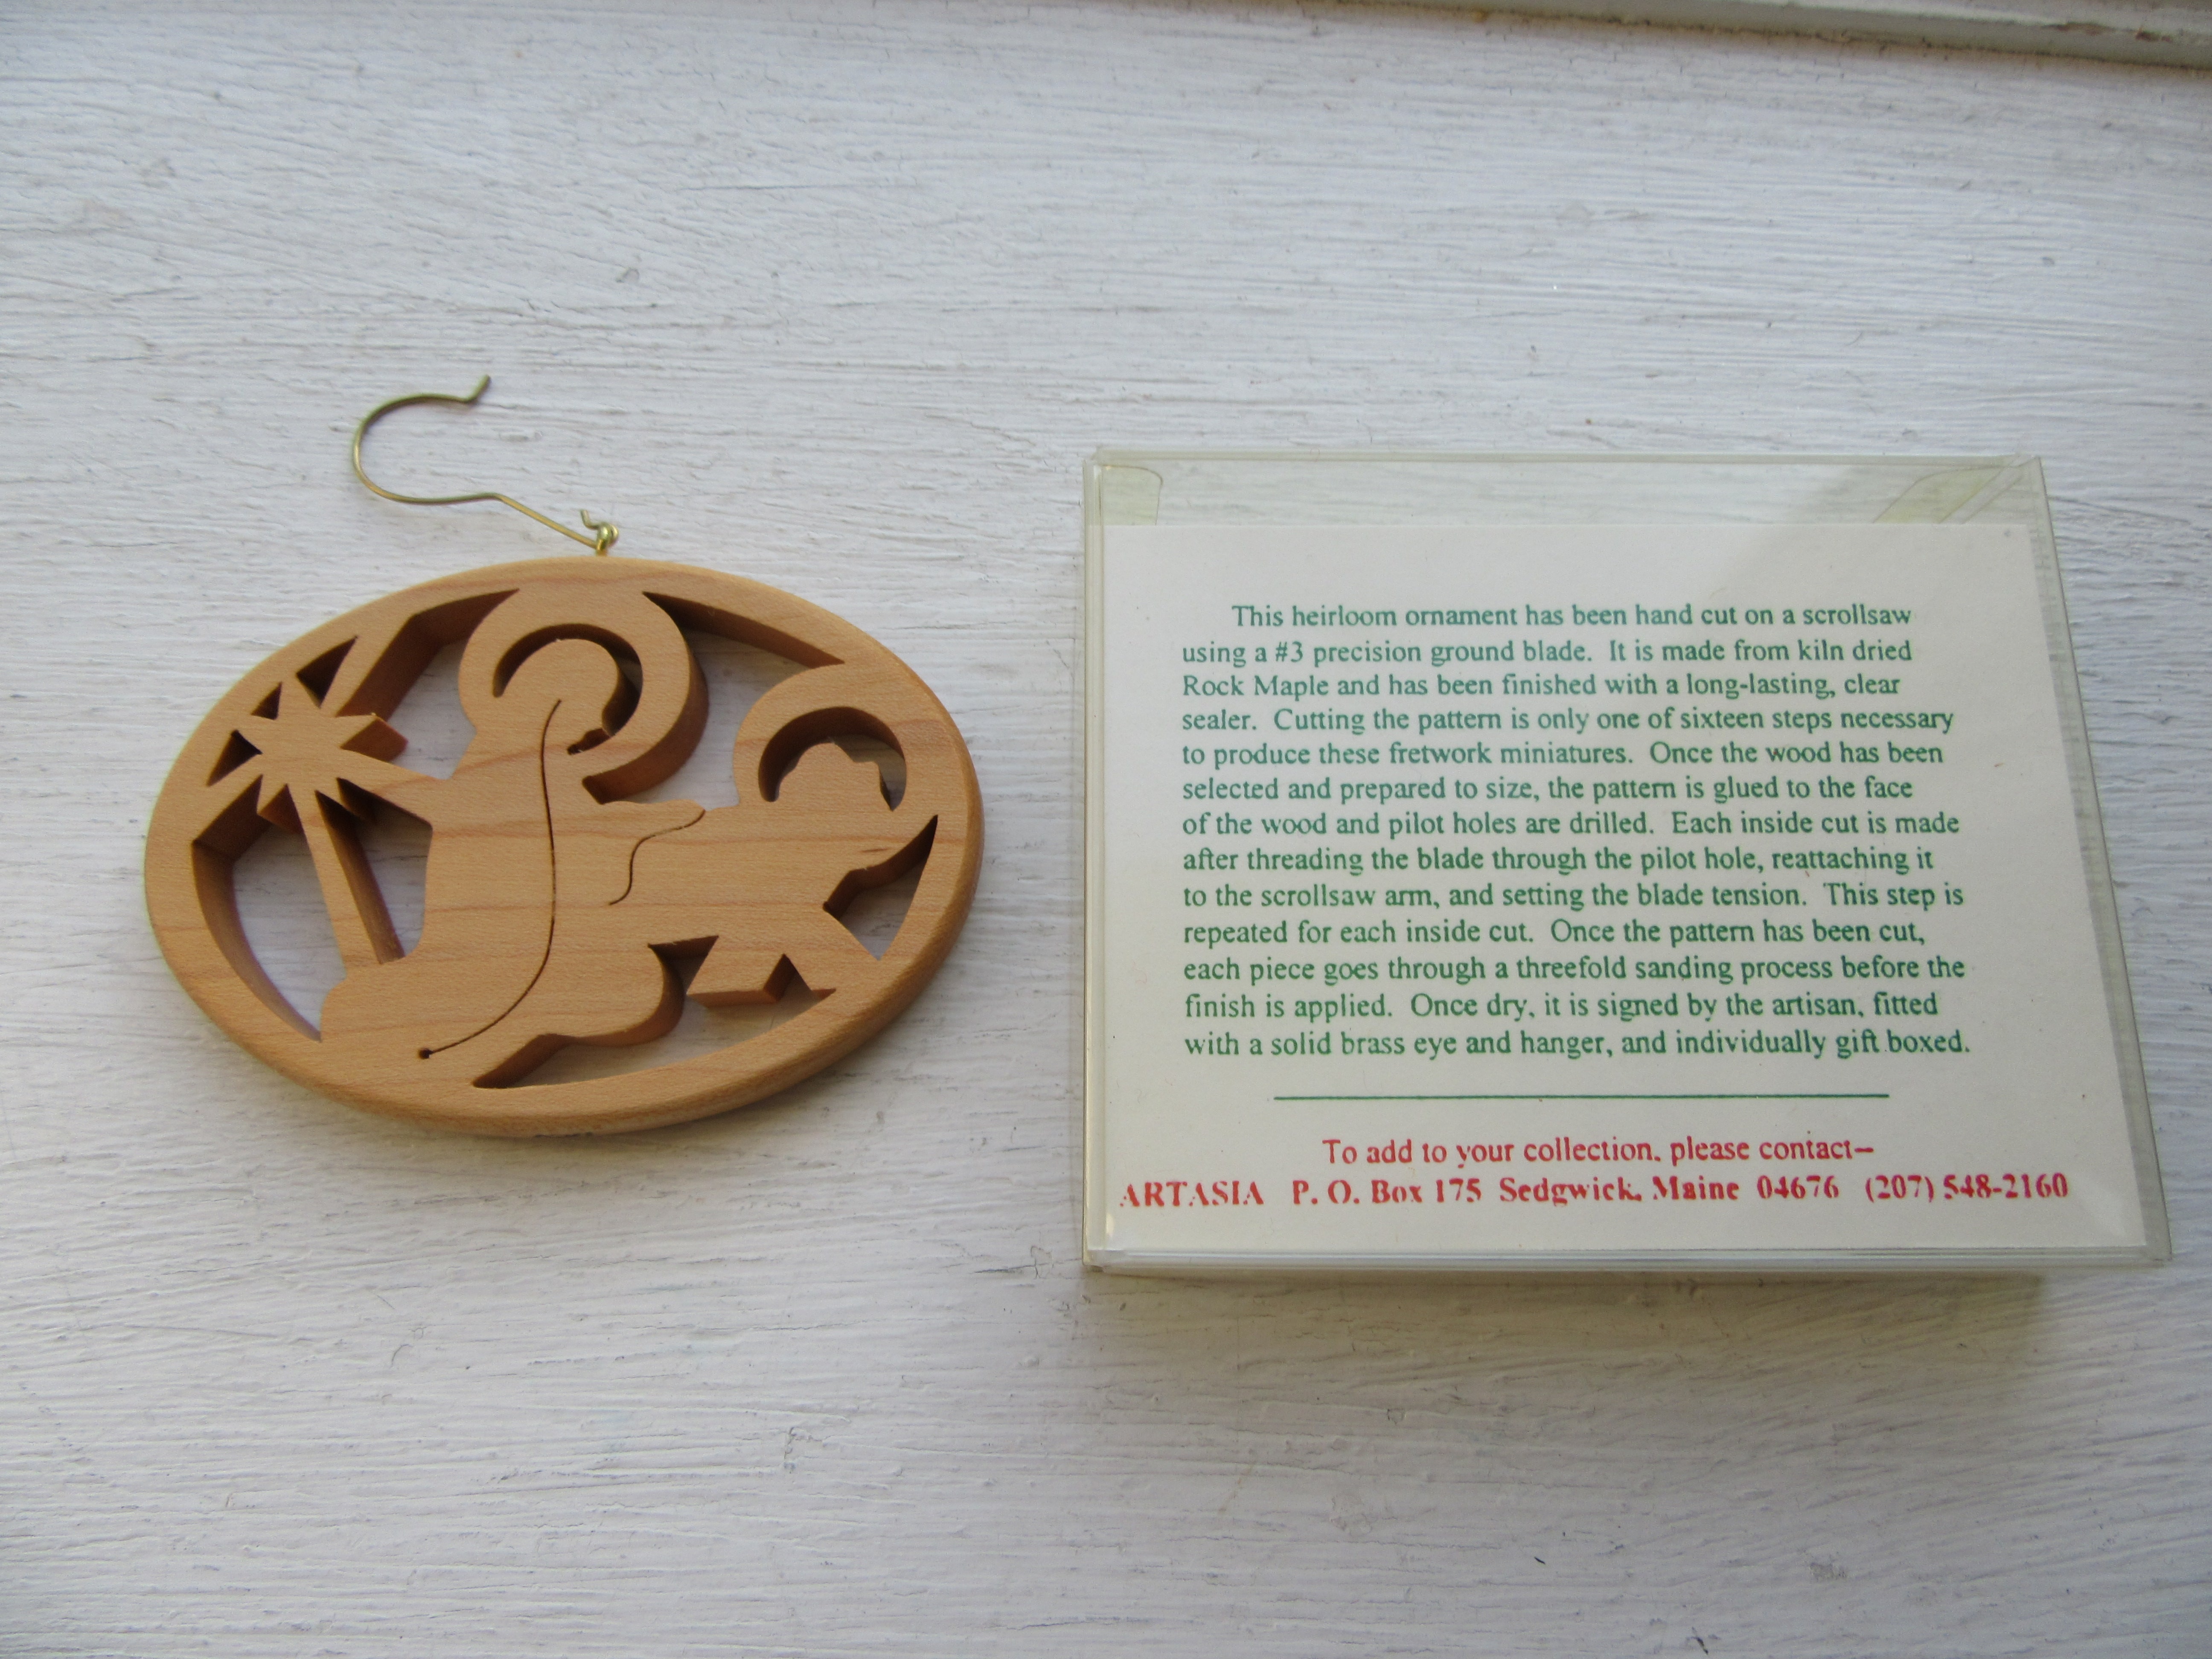 This heirloom ornament has been hand cut on a scrollsaw
using a #3 precision ground blade. It is made from kiln dried
Rock Maple and has been finished with a long-lasting, clear
sealer. Cutting the pattern is only one of sixteen steps necessary
to produce these fretwork miniatures. Once the wood has been
selected and prepared to size, the pattern is glued to the face
of the wood and pilot holes are drilled. Each inside cut is made
after threading the blade through the pilot hole, reattaching it
to the scrollsaw arm, and setting the blade tension. This step is
repeated for each inside cut. Once the pattern has been cut,
each piece goes through a threefold sanding process before the
finish is applied. Once dry, it is signed by the artisan, fitted
with a solid brass eye and hanger, and individually gift boxed.
To add to your collection, please contact–
ARTASIA P. O. Box 175 Sedgwick, Maine 04676 (207) 548-2160